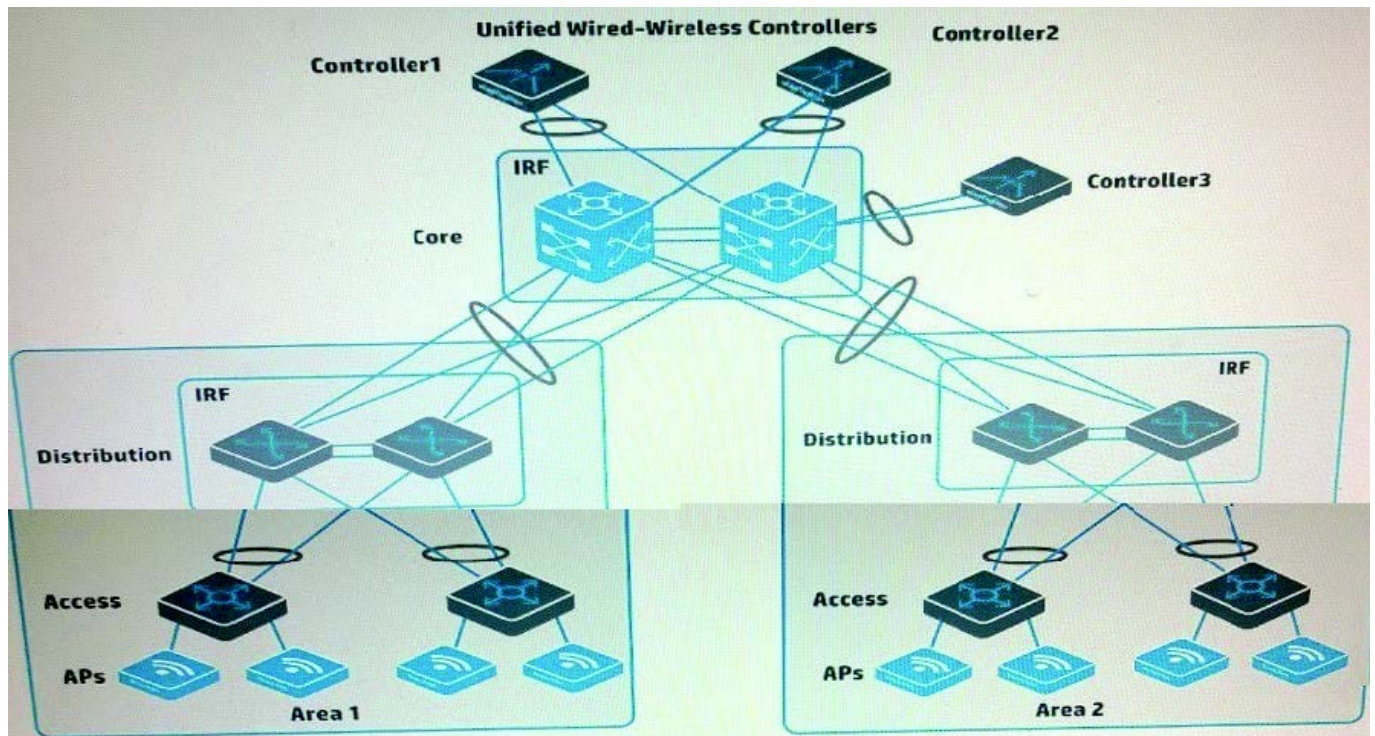 Unified Wired-Wireless Controllers
Controller1
Controller2
IRF
Controller3
Core
IRF
IRF
Distribution
Distribution
Access
Access
APs
APs
Area 1
Area 2